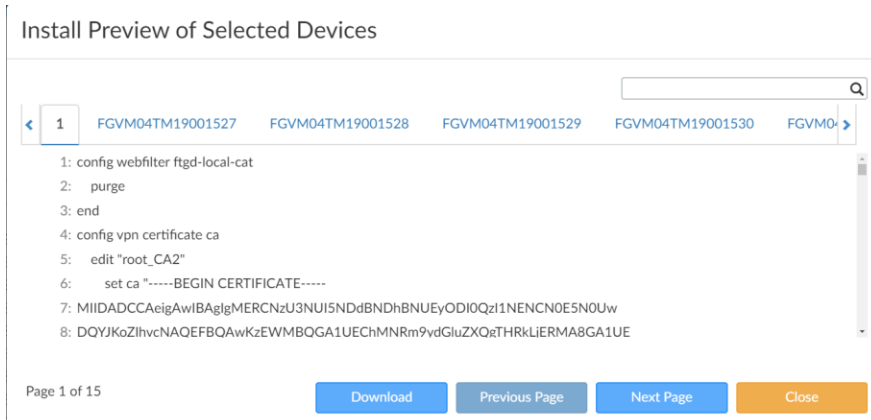 Install Preview of Selected Devices
1 FGVM04TM19001527 FGVM04TM19001528 FGVM04TM19001529 FGVM04TM19001530 FGVM04
1: config webfilter ftgd-local-cat
2: purge
3: end
4: config vpn certificate ca
5: edit "root_CA2"
6: set ca "-----BEGIN CERTIFICATE-----
7: MIIDADCCAeigAwIBAgIgMERCNzU3NUI5NDdBNDhBNUEyODI0QzI1NENCN0E5N0Uw
8: DQYJKoZIhvcNAQEFBQAwKzEWMBQGA1UEChMNRm9ydGluZXQgTHRkLjERMA8GA1UE
Page 1 of 15
Download Previous Page Next Page Close